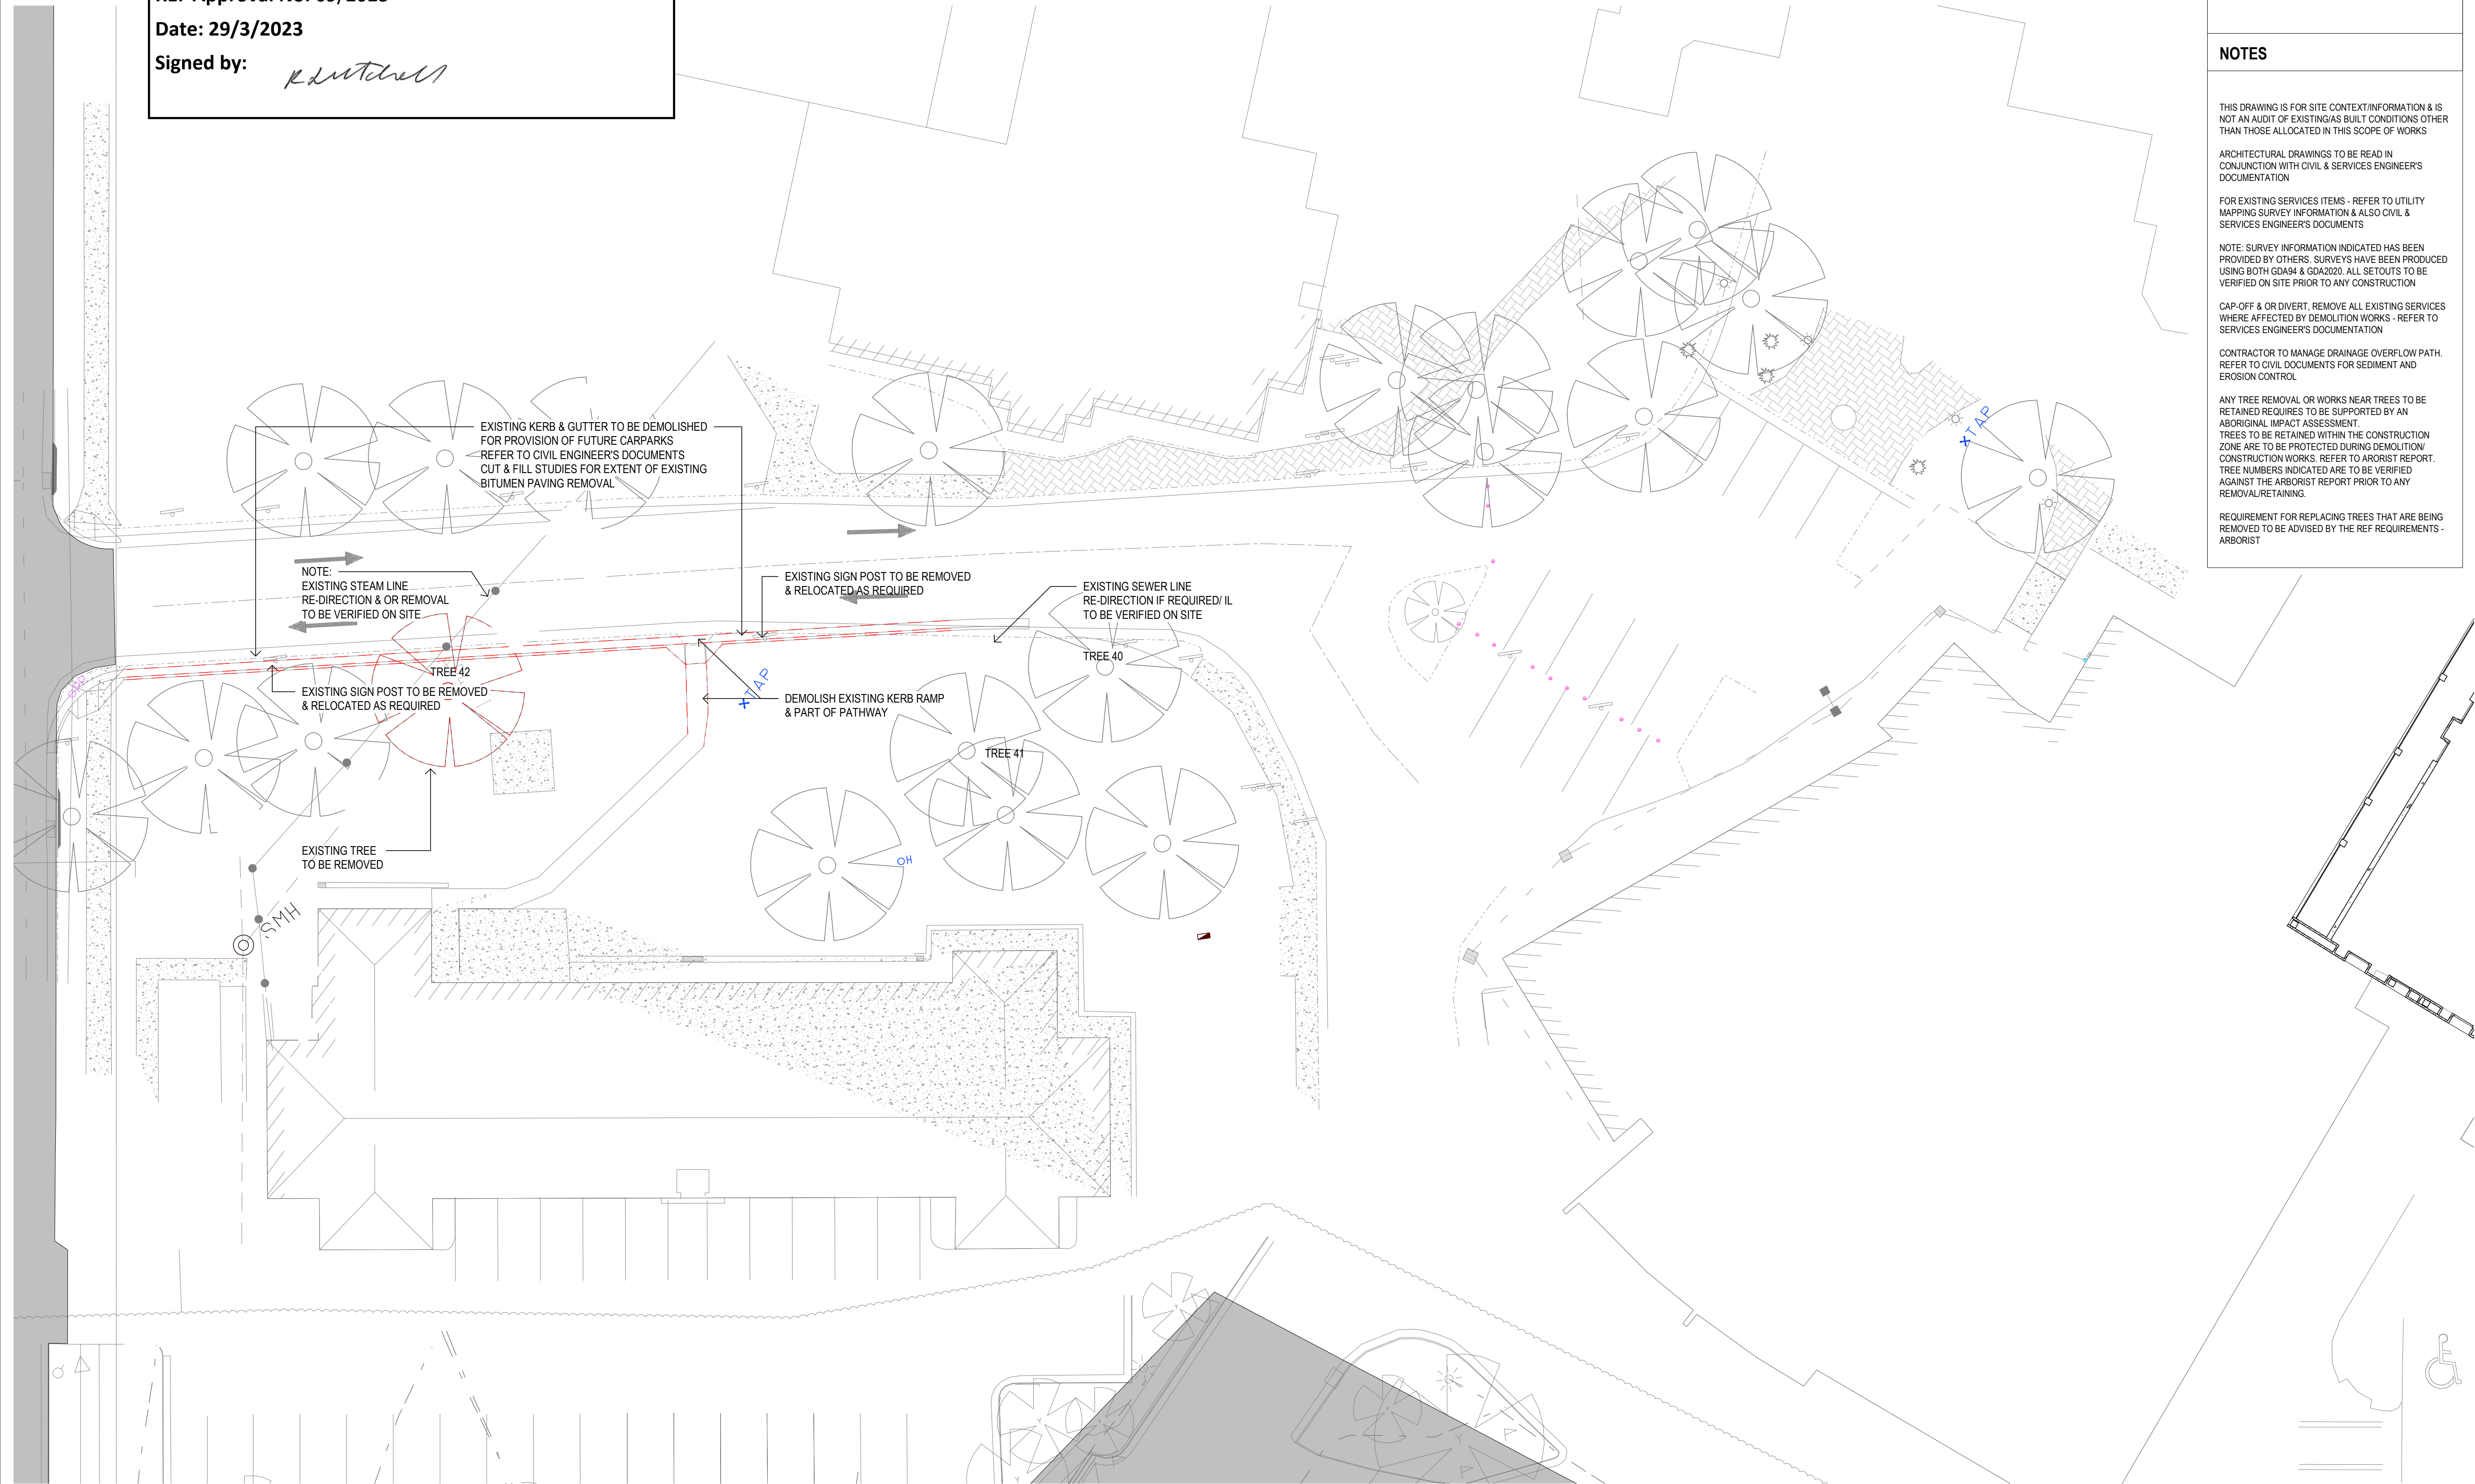 Date: 29/3/2023
Signed by:
NOTES
THIS DRAWING IS FOR SITE CONTEXT/INFORMATION & IS
NOT AN AUDIT OF EXISTING/AS BUILT CONDITIONS OTHER
THAN THOSE ALLOCATED IN THIS SCOPE OF WORKS
ARCHITECTURAL DRAWINGS TO BE READ IN
CONJUNCTION WITH CIVIL & SERVICES ENGINEER'S
DOCUMENTATION
FOR EXISTING SERVICES ITEMS - REFER TO UTILITY
MAPPING SURVEY INFORMATION & ALSO CIVIL &
SERVICES ENGINEER'S DOCUMENTS
NOTE: SURVEY INFORMATION INDICATED HAS BEEN
PROVIDED BY OTHERS. SURVEYS HAVE BEEN PRODUCED
USING BOTH GDA94 & GDA2020. ALL SETOUTS TO BE
VERIFIED ON SITE PRIOR TO ANY CONSTRUCTION
CAP-OFF & OR DIVERT, REMOVE ALL EXISTING SERVICES
WHERE AFFECTED BY DEMOLITION WORKS - REFER TO
SERVICES ENGINEER'S DOCUMENTATION
CONTRACTOR TO MANAGE DRAINAGE OVERFLOW PATH.
REFER TO CIVIL DOCUMENTS FOR SEDIMENT AND
EROSION CONTROL
ANY TREE REMOVAL OR WORKS NEAR TREES TO BE
RETAINED REQUIRES TO BE SUPPORTED BY AN
ABORIGINAL IMPACT ASSESSMENT.
TREES TO BE RETAINED WITHIN THE CONSTRUCTION
ZONE ARE TO BE PROTECTED DURING DEMOLITION/
CONSTRUCTION WORKS. REFER TO ARORIST REPORT.
TREE NUMBERS INDICATED ARE TO BE VERIFIED
AGAINST THE ARBORIST REPORT PRIOR TO ANY
REMOVAL/RETAINING.
REQUIREMENT FOR REPLACING TREES THAT ARE BEING
REMOVED TO BE ADVISED BY THE REF REQUIREMENTS -
ARBORIST
EXISTING KERB & GUTTER TO BE DEMOLISHED
FOR PROVISION OF FUTURE CARPARKS
REFER TO CIVIL ENGINEER'S DOCUMENTS
CUT & FILL STUDIES FOR EXTENT OF EXISTING
BITUMEN PAVING REMOVAL
XTAP
NOTE:
EXISTING STEAM LINE
RE-DIRECTION & OR REMOVAL
TO BE VERIFIED ON SITE
EXISTING SIGN POST TO BE REMOVED
& RELOCATED AS REQUIRED
EXISTING SEWER LINE
RE-DIRECTION IF REQUIRED/ IL
TO BE VERIFIED ON SITE
TREE 42
TREE 40
EXISTING SIGN POST TO BE REMOVED
& RELOCATED AS REQUIRED
XTAP
DEMOLISH EXISTING KERB RAMP
& PART OF PATHWAY
TREE 41
EXISTING TREE
TO BE REMOVED
OH
SMH